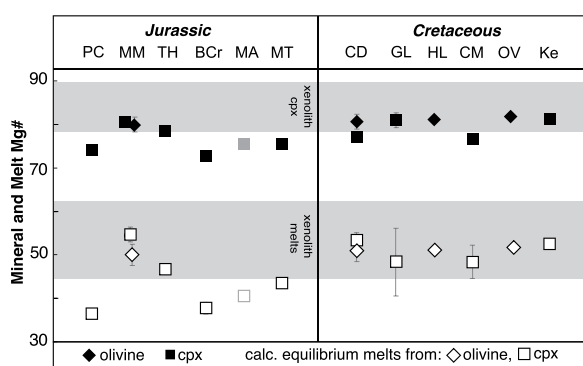 Jurassic Cretaceous
PC MM TH BCr MA MT CD GL HL CM OV Ke
Mineral and Melt Mg#
90
xenolith
cpx
70
xenolith
melts
50
30
olivine cpx calc. equilibrium melts from: olivine, cpx